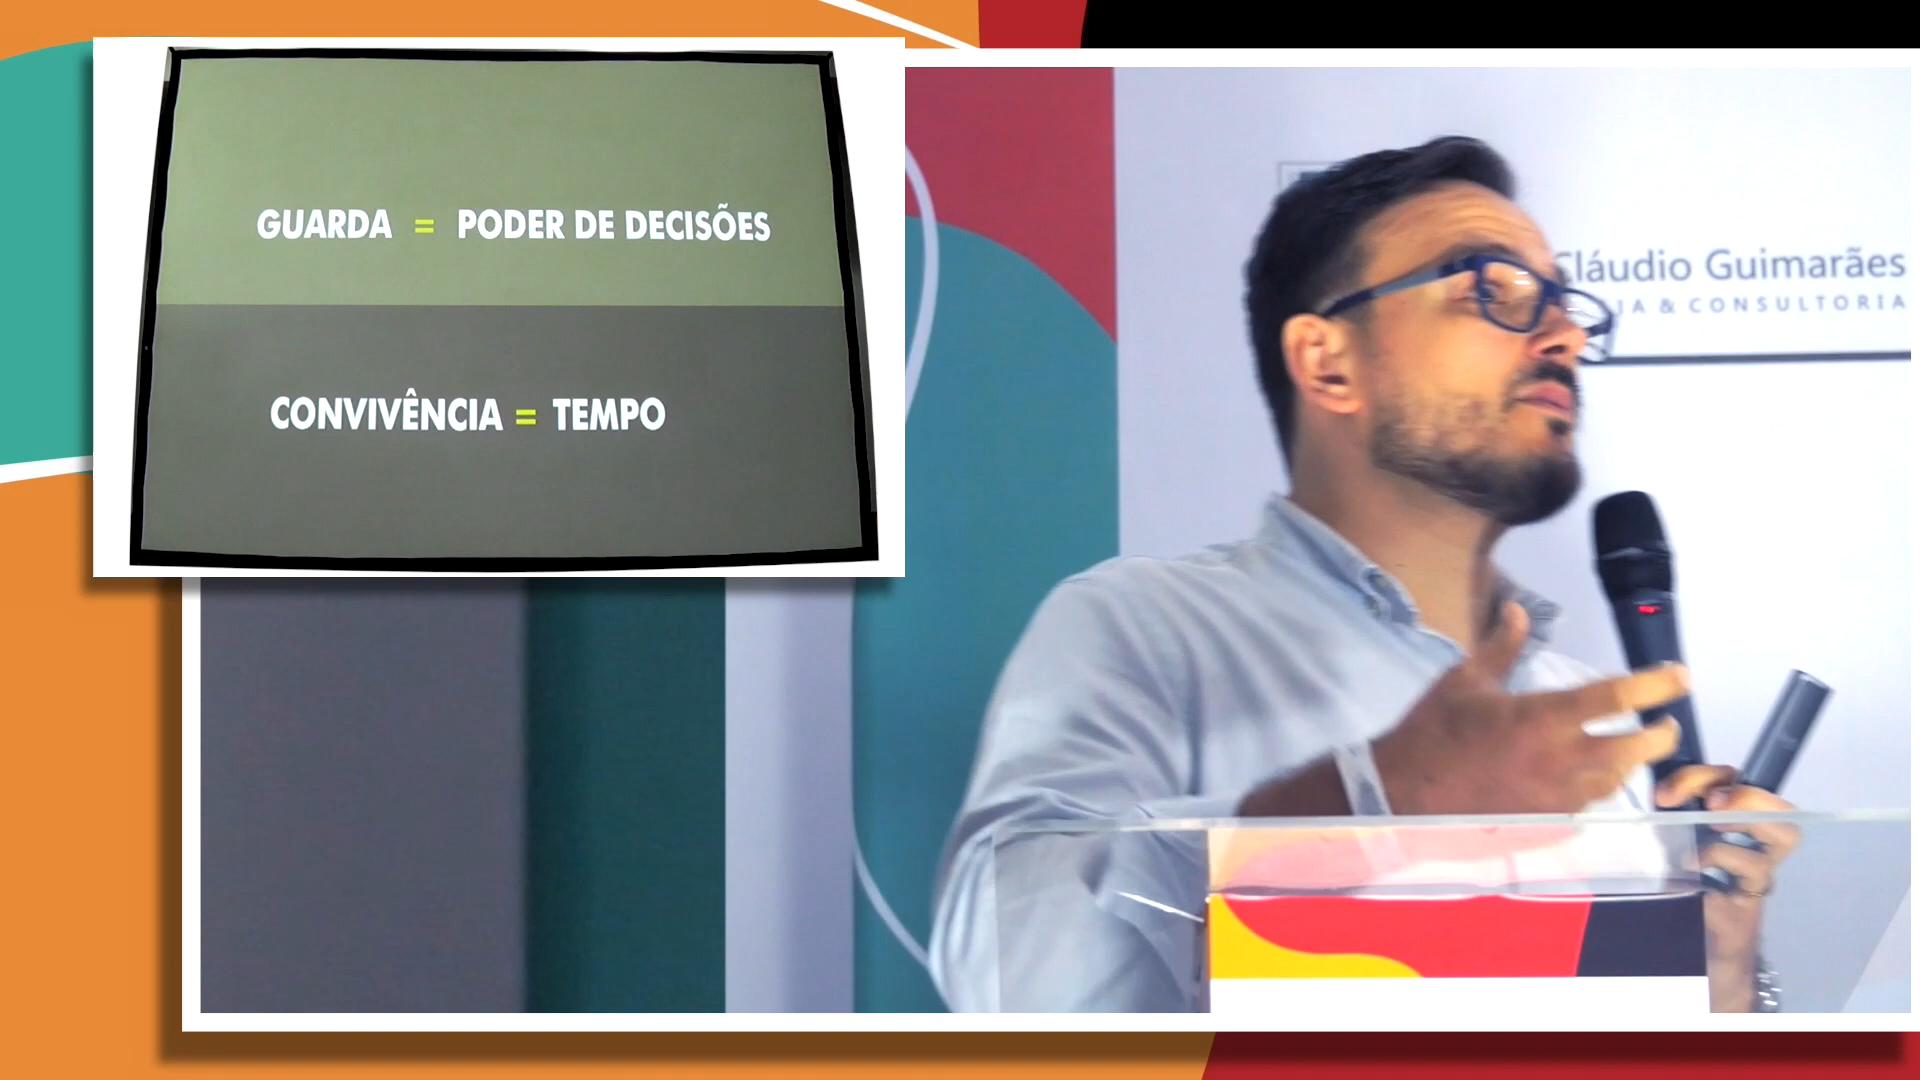 GUARDA = PODER DE DECISÕES
CONVIVÊNCIA = TEMPO
Cláudio Guimarães
& CONSULTORIA